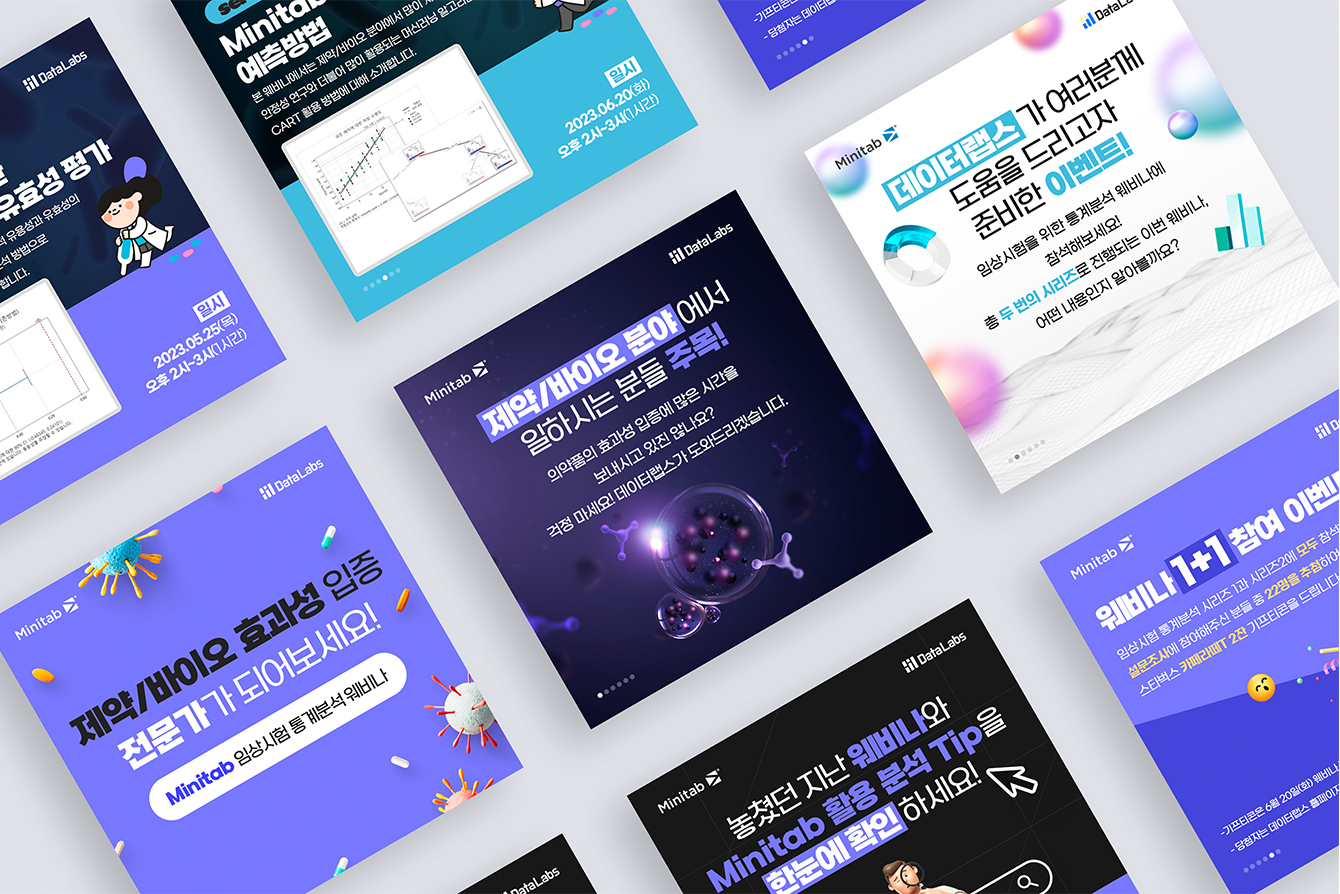 DataLabs
유효성 평가
유용성과 유효성의
방법으로
합니다.
일시
2023.05.25(목)
오후 2시~3시(1시간)
Minitab
예측방법
본 웨비나에서는 제약/바이오 분야에서 많이
안정성 연구와 더불어 많이 활용되는 머신러닝
CART 활용 방법에 대해 소개합니다.
일시
2023.06.20(화)
오후 2시~3시(1시간)
-기프티콘은
-당첨자는 데이터랩스
DataLabs
Minitab
데이터랩스가 여러분께
도움을 드리고자
준비한 이벤트!
임상시험을 위한 통계분석 웨비나에
참석해보세요!
총 두 번의 시리즈로 진행되는 이번 웨비나,
어떤 내용인지 알아볼까요?
DataLabs
Minitab
제약/바이오 분야에서
일하시는 분들 주목!
의약품의 효과성 입증에 많은 시간을
보내시고 있진 않나요?
걱정 마세요! 데이터랩스가 도와드리겠습니다.
DataLabs
Minitab
제약/바이오 효과성 입증
전문가가 되어보세요!
Minitab 임상시험 통계분석 웨비나
DataLabs
Minitab
놓쳤던 지난 웨비나와
Minitab 활용 분석 Tip을
한눈에 확인하세요!
Minitab
웨비나 1+1 참여 이벤
임상시험 통계분석 시리즈 1과 시리즈2에 모두 참석
설문조사에 참여해주신 분들 중 22명을 추첨하여
스타벅스 카페라떼T 2잔 기프티콘을 드립니다
-기프티콘은 6월 20일(화) 웨비나
-당첨자는 데이터랩스 홈페이지
DataLabs